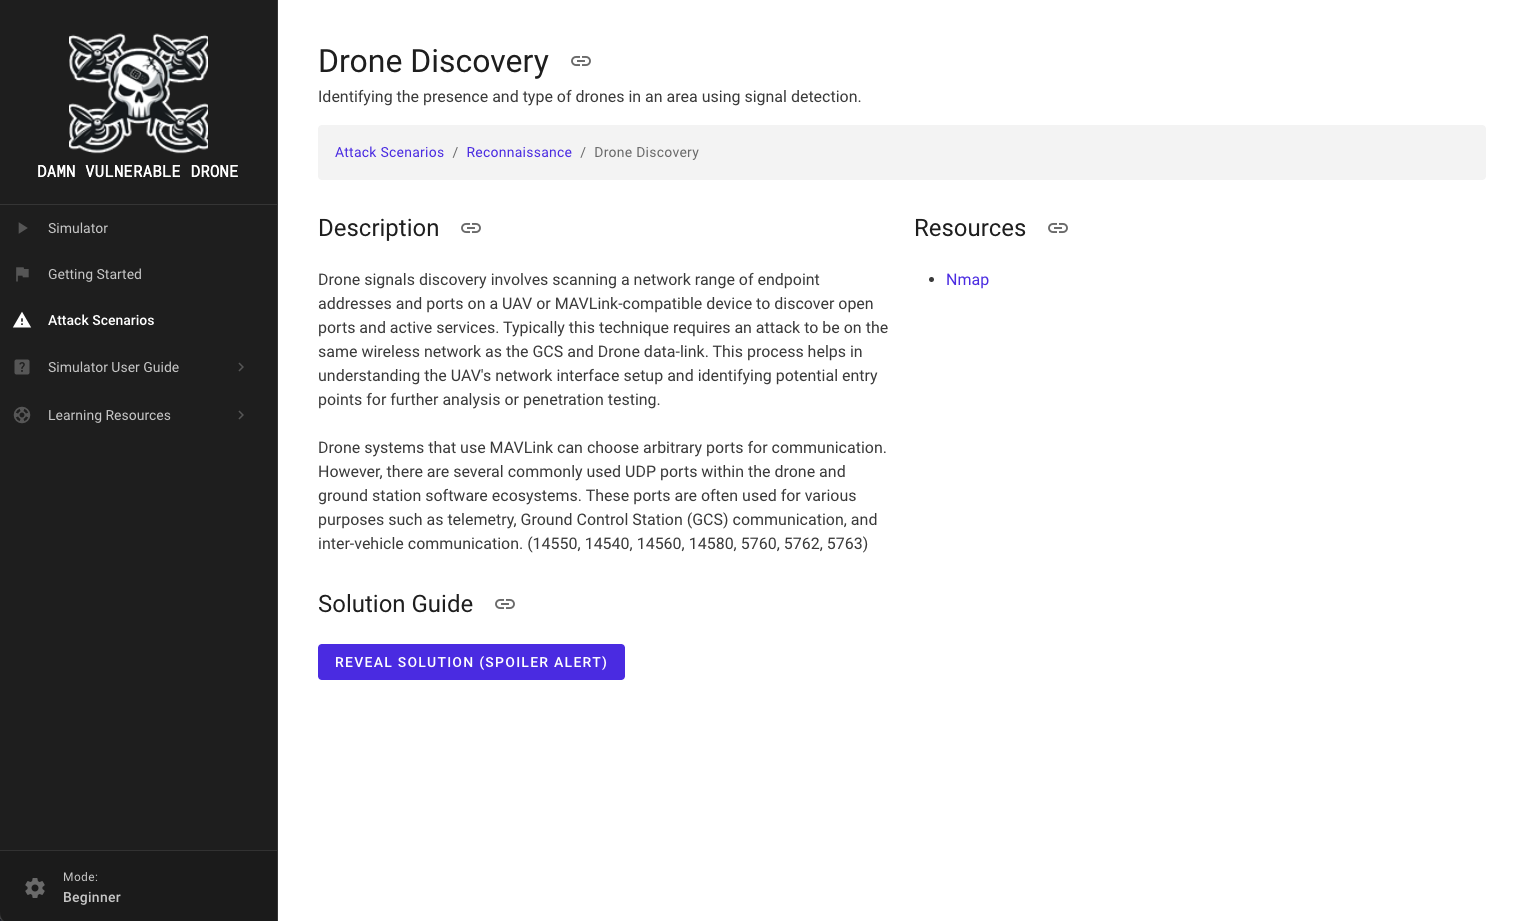 DAMN VULNERABLE DRONE
Simulator
Getting Started
Attack Scenarios
Simulator User Guide
Learning Resources
Mode:
Beginner
Drone Discovery
Identifying the presence and type of drones in an area using signal detection.
Attack Scenarios / Reconnaissance / Drone Discovery
Description
Drone signals discovery involves scanning a network range of endpoint
addresses and ports on a UAV or MAVLink-compatible device to discover open
ports and active services. Typically this technique requires an attack to be on the
same wireless network as the GCS and Drone data-link. This process helps in
understanding the UAV's network interface setup and identifying potential entry
points for further analysis or penetration testing.
Drone systems that use MAVLink can choose arbitrary ports for communication.
However, there are several commonly used UDP ports within the drone and
ground station software ecosystems. These ports are often used for various
purposes such as telemetry, Ground Control Station (GCS) communication, and
inter-vehicle communication. (14550, 14540, 14560, 14580, 5760, 5762, 5763)
Solution Guide
REVEAL SOLUTION (SPOILER ALERT)
Resources
Nmap